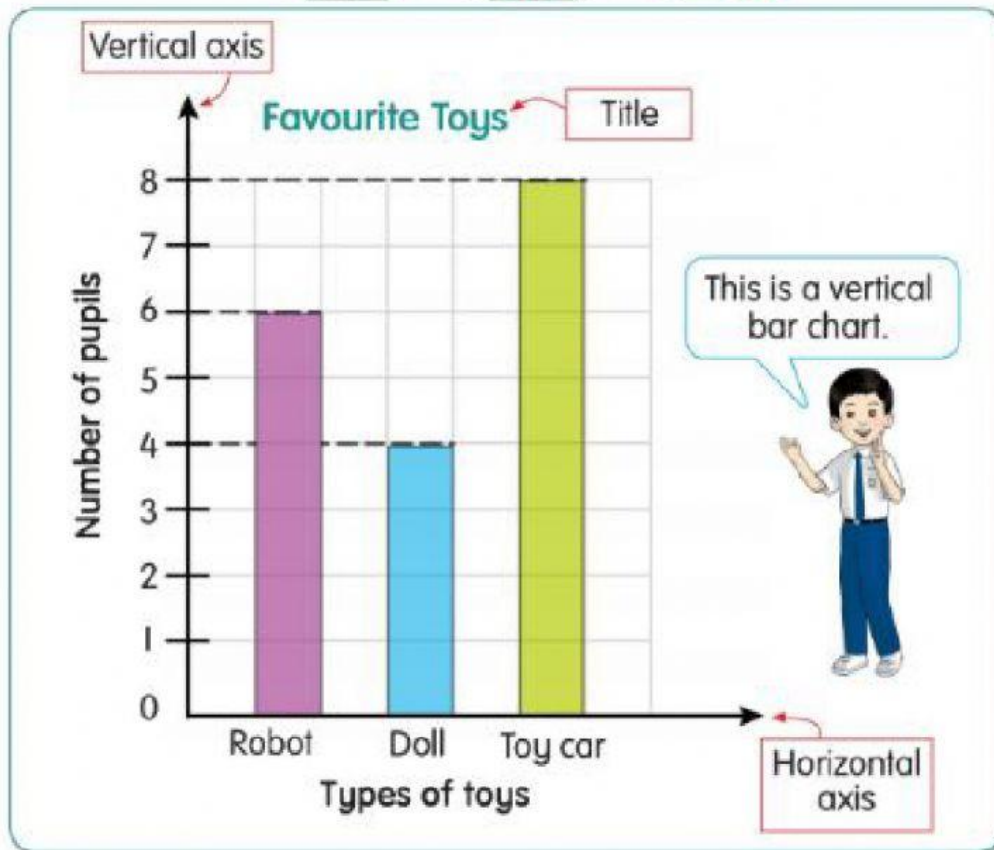 Vertical axis
Favourite Toys
Title
8
7
6
5
4
3
2
1
0
Number of pupils
This is a vertical
bar chart.
Robot
Doll
Toy car
Types of toys
Horizontal
axis